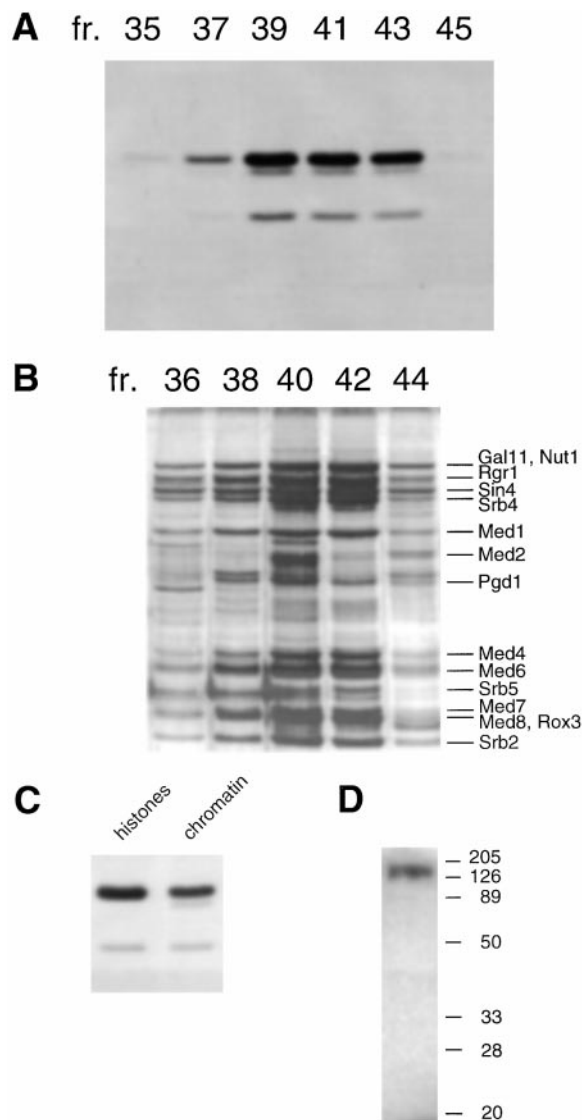 A fr. 35 37 39 41 43 45
B fr. 36 38 40 42 44
Gal11, Nut1
Rgr1
Sin4
Srb4
Med1
Med2
Pgd1
Med4
Med6
Srb5
Med7
Med8, Rox3
Srb2
C histones chromatin
D
205
126
89
50
33
28
20